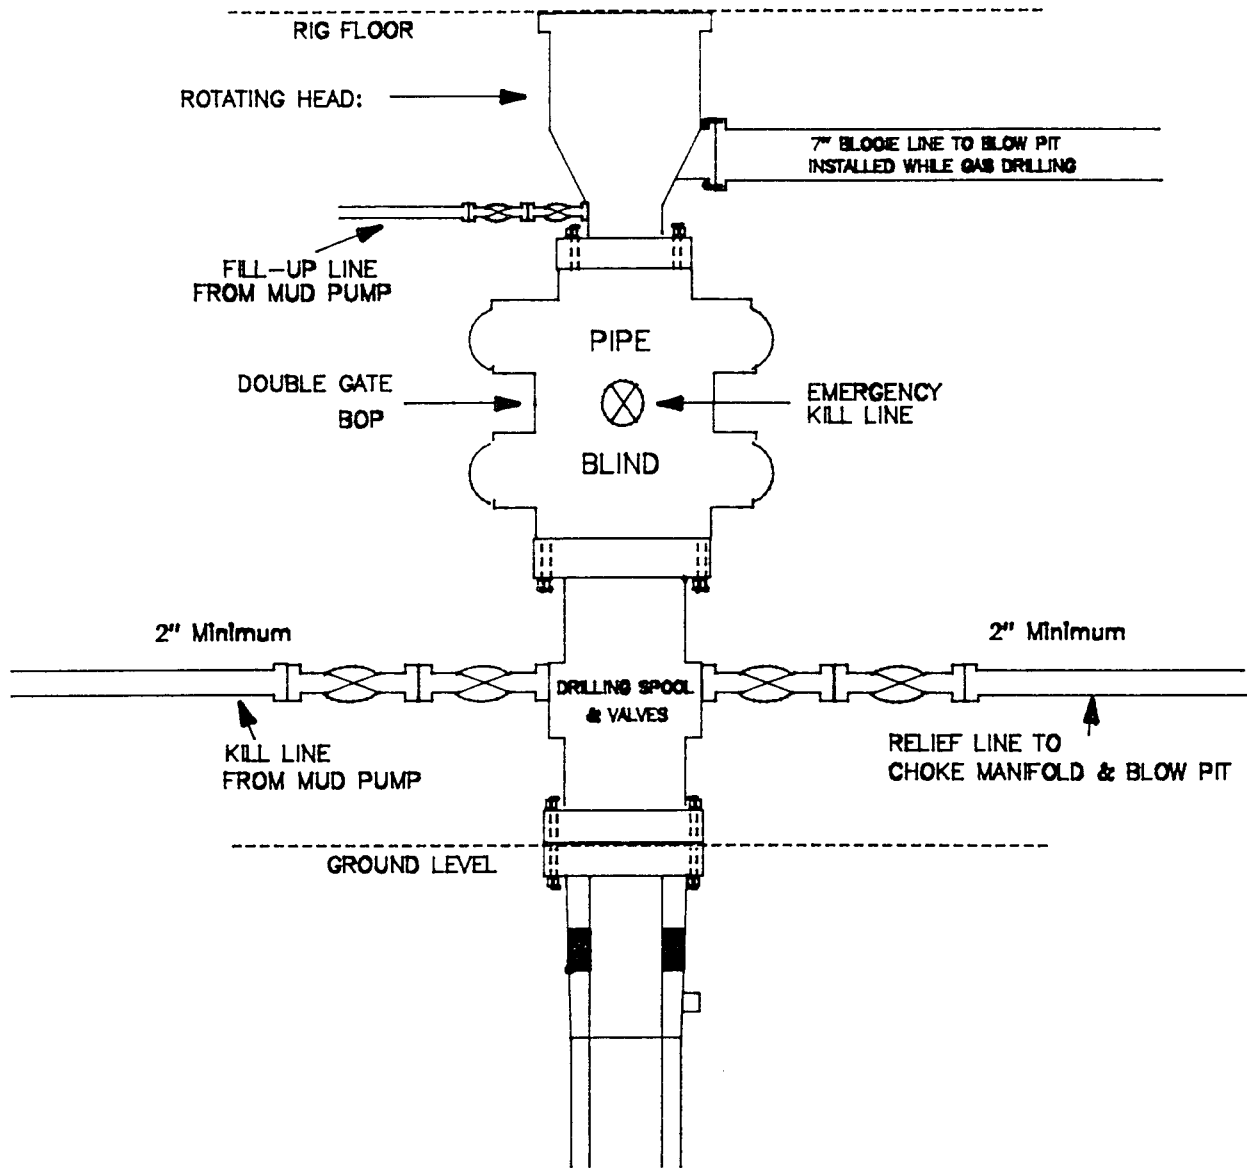 RIG FLOOR
ROTATING HEAD:
7" BLOOIE LINE TO BLOW PIT
INSTALLED WHILE GAS DRILLING
FILL-UP LINE
FROM MUD PUMP
PIPE
DOUBLE GATE
BOP
EMERGENCY
KILL LINE
BLIND
2" Minimum
2" Minimum
DRILLING SPOOL
& VALVES
KILL LINE
FROM MUD PUMP
RELIEF LINE TO
CHOKE MANIFOLD & BLOW PIT
GROUND LEVEL